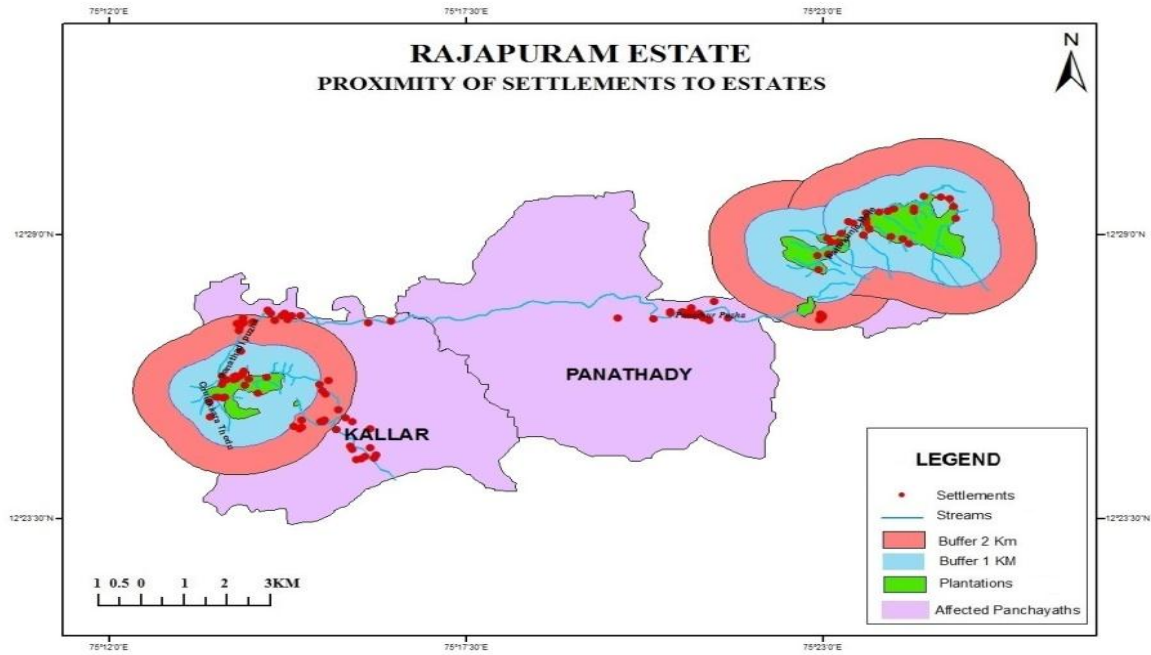 75°12'0"E
75°17'30"E
75°23'0"E
RAJAPURAM ESTATE
PROXIMITY OF SETTLEMENTS TO ESTATES
N
12°29'0"N
12°29'0"N
PANATHADY
KALLAR
12°23'30"N
12°23'30"N
LEGEND
Settlements
Streams
Buffer 2 Km
Buffer 1 KM
Plantations
Affected Panchayaths
1 0.5 0 1 2 3KM
75°12'0"E
75°17'30"E
75°23'0"E